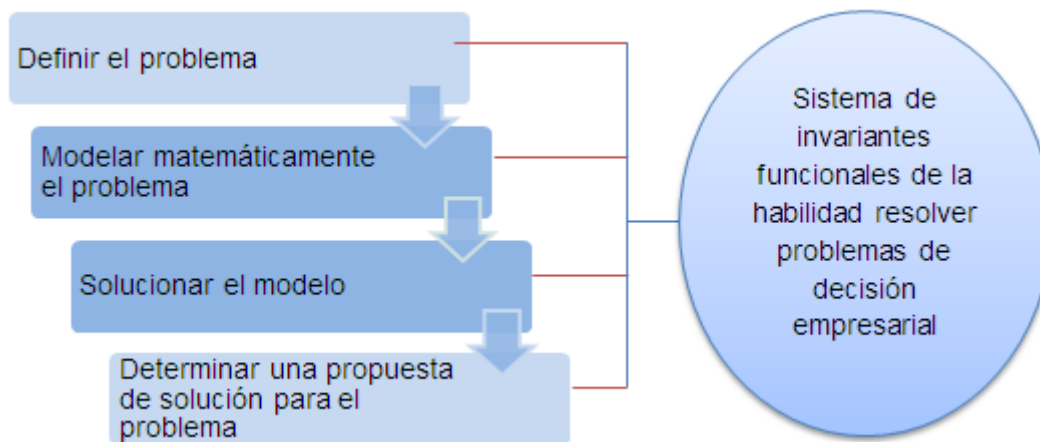 Definir el problema
Modelar matemáticamente
el problema
Solucionar el modelo
Determinar una propuesta
de solución para el
problema
Sistema de
invariantes
funcionales de la
habilidad resolver
problemas de
decisión
empresarial